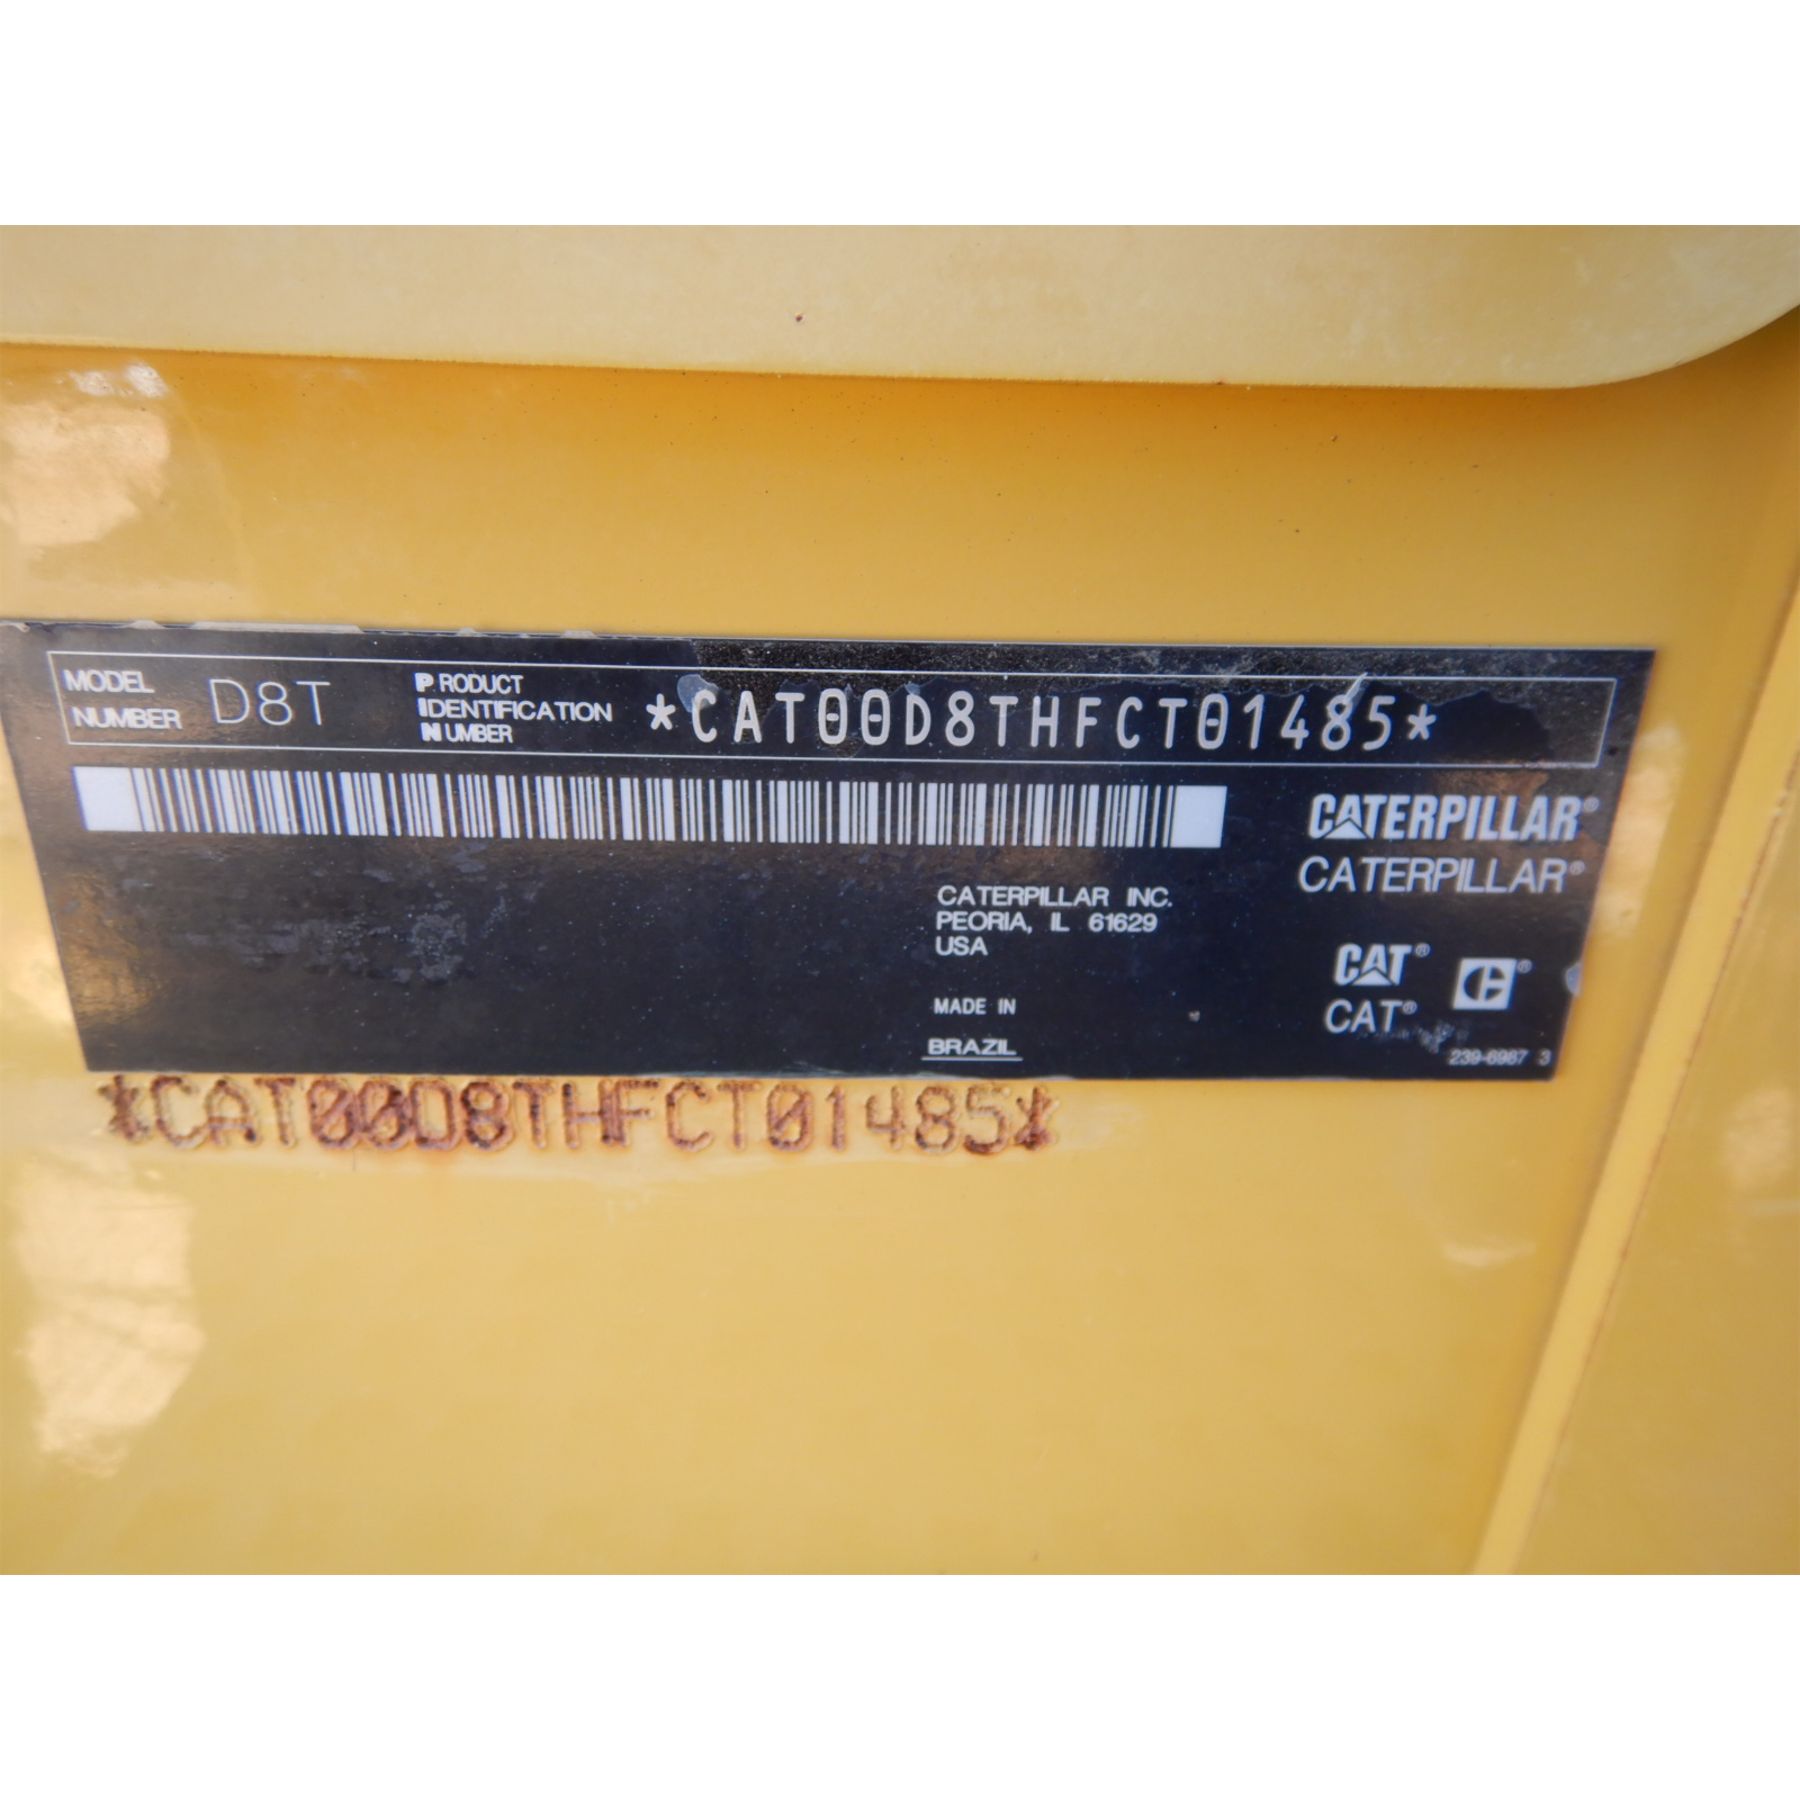 MODEL NUMBER D8T
PRODUCT IDENTIFICATION NUMBER *CAT00D8THFCT01485*
CATERPILLAR®
CATERPILLAR®
CATERPILLAR INC.
PEORIA, IL 61629
USA
CAT® C®
CAT®
MADE IN
BRAZIL
239-6967 3
*CAT00D8THFCT01485*